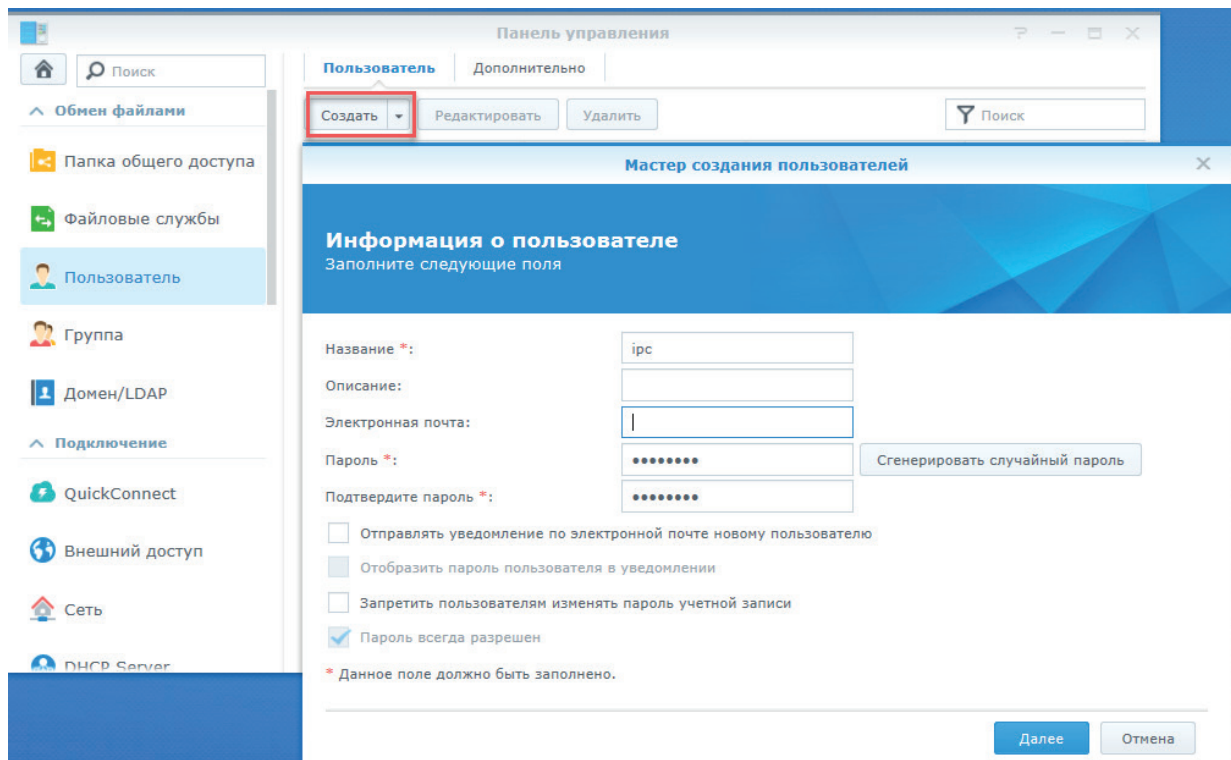 Панель управления
Поиск
Обмен файлами
Папка общего доступа
Файловые службы
Пользователь
Группа
Домен/LDAP
Подключение
QuickConnect
Внешний доступ
Сеть
DHCP Server
Пользователь Дополнительно
Создать Редактировать Удалить Поиск
Мастер создания пользователей
Информация о пользователе
Заполните следующие поля
Название *: ipc
Описание:
Электронная почта:
Пароль *: •••••••• Сгенерировать случайный пароль
Подтвердите пароль *: ••••••••
Отправлять уведомление по электронной почте новому пользователю
Отобразить пароль пользователя в уведомлении
Запретить пользователям изменять пароль учетной записи
Пароль всегда разрешен
* Данное поле должно быть заполнено.
Далее Отмена